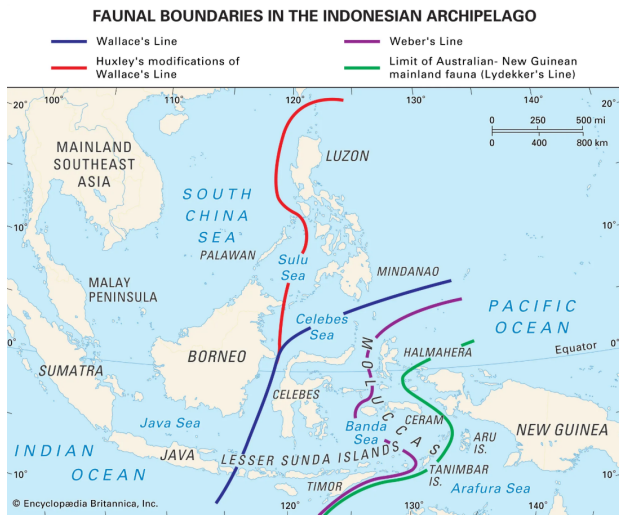 FAUNAL BOUNDARIES IN THE INDONESIAN ARCHIPELAGO
Wallace's Line
Huxley's modifications of
Wallace's Line
Weber's Line
Limit of Australian- New Guinean
mainland fauna (Lydekker's Line)
20°
110°
120°
130°
140°
20°
0 250 500 mi
0 400 800 km
MAINLAND
SOUTHEAST
ASIA
LUZON
SOUTH
CHINA
SEA
10°
10°
PALAWAN
Sulu
Sea
MINDANAO
MALAY
PENINSULA
PACIFIC
OCEAN
Celebes
Sea
0°
Equator
0°
BORNEO
HALMAHERA
SUMATRA
MOLUCCAS
CELEBES
Java Sea
Banda
Sea
CERAM
ARU
IS.
NEW GUINEA
INDIAN
OCEAN
JAVA
LESSER SUNDA ISLANDS
TANIMBAR
IS.
10°
10°
TIMOR
Arafura Sea
© Encyclopædia Britannica, Inc.
120°
130°
140°